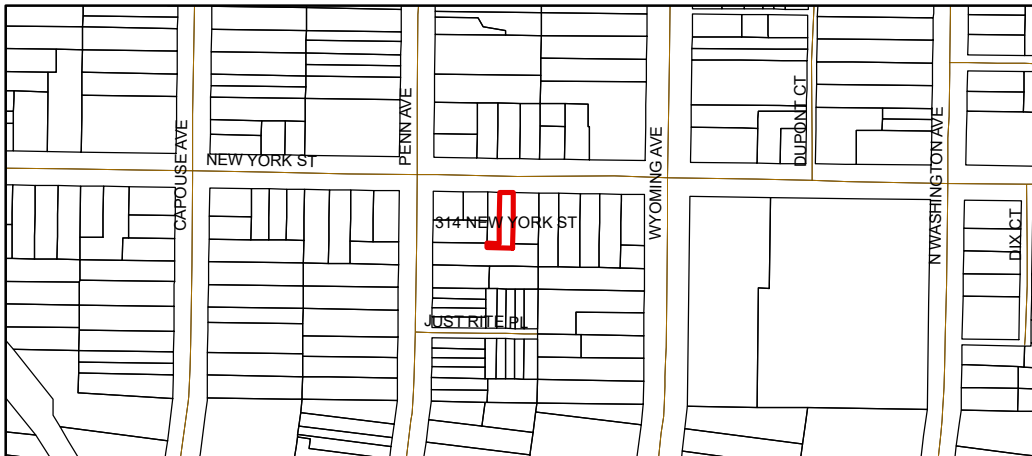 CAPOUSE AVE
NEW YORK ST
PENN AVE
WYOMING AVE
DUPONT CT
N WASHINGTON AVE
DIX CT
314 NEW YORK ST
JUST RITE PL